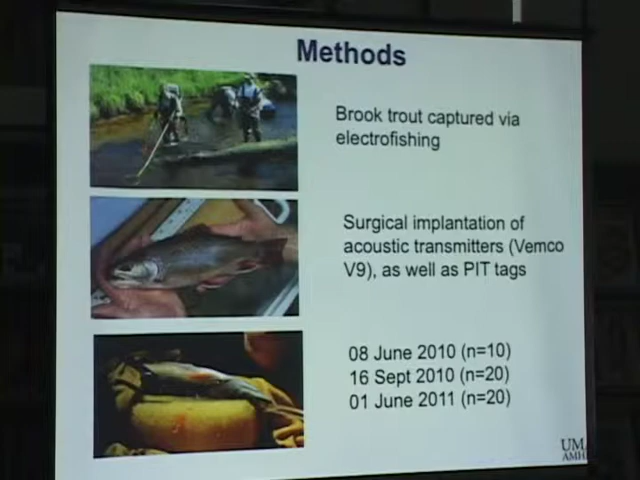 Methods
Brook trout captured via
electrofishing
Surgical implantation of
acoustic transmitters (Vemco
V9), as well as PIT tags
08 June 2010 (n=10)
16 Sept 2010 (n=20)
01 June 2011 (n=20)